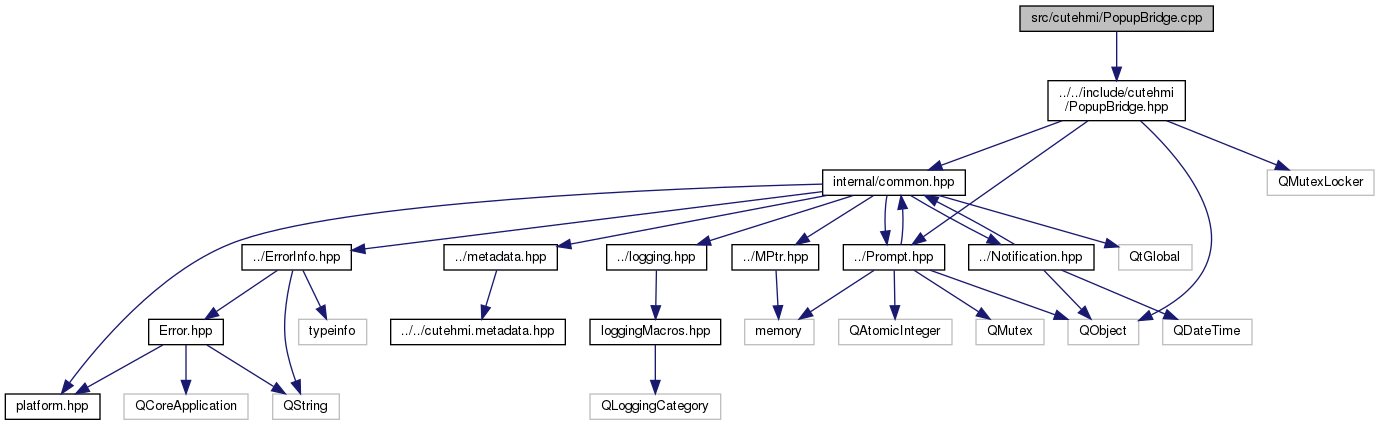 src/cutehmi/PopupBridge.cpp
../../include/cutehmi
/PopupBridge.hpp
internal/common.hpp
QMutexLocker
../ErrorInfo.hpp
../metadata.hpp
../logging.hpp
../MPtr.hpp
../Prompt.hpp
../Notification.hpp
QtGlobal
Error.hpp
typeinfo
../../cutehmi.metadata.hpp
loggingMacros.hpp
memory
QAtomicInteger
QMutex
QObject
QDateTime
platform.hpp
QCoreApplication
QString
QLoggingCategory